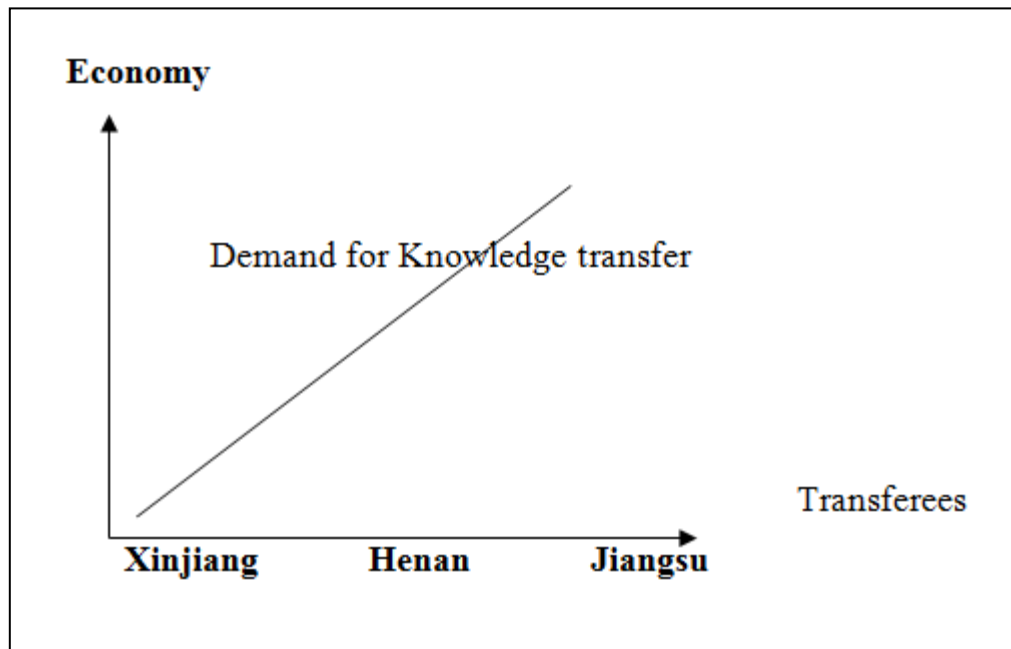 Economy
Demand for Knowledge transfer
Transferees
Xinjiang Henan Jiangsu